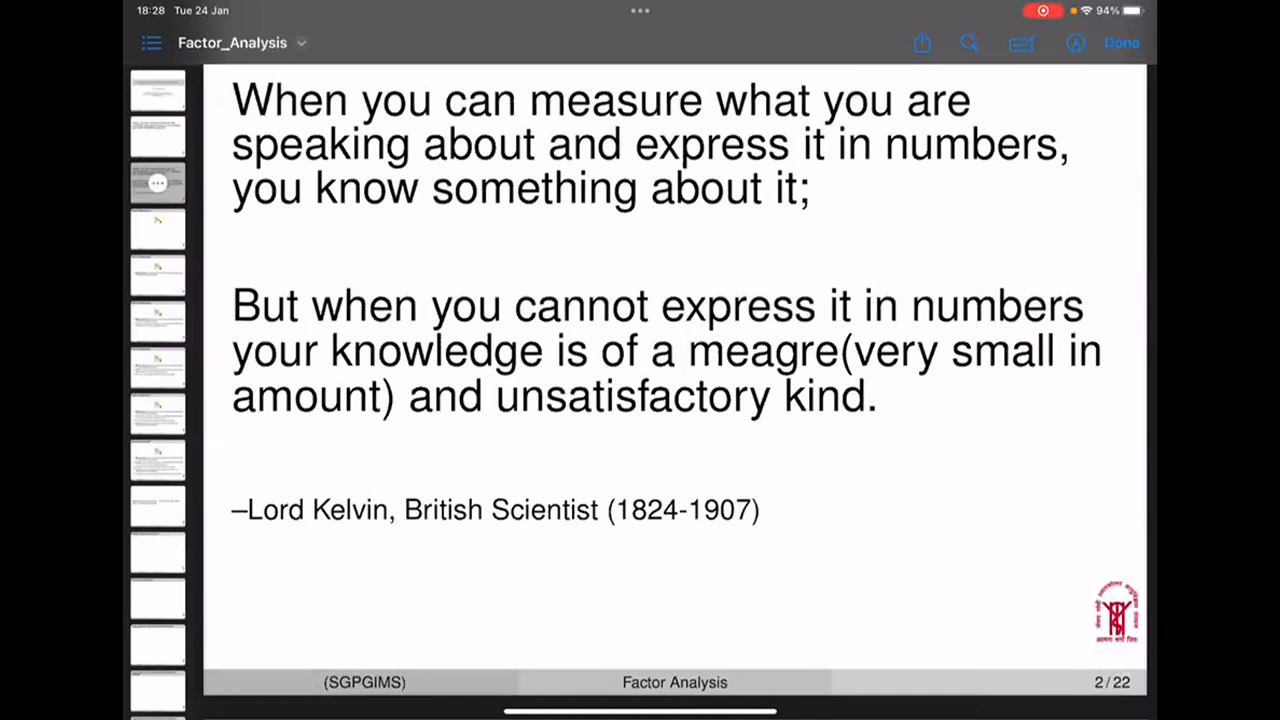 18:28 Tue 24 Jan
94%
Factor_Analysis
Done
When you can measure what you are
speaking about and express it in numbers,
you know something about it;
But when you cannot express it in numbers
your knowledge is of a meagre(very small in
amount) and unsatisfactory kind.
–Lord Kelvin, British Scientist (1824-1907)
(SGPGIMS)
Factor Analysis
2 / 22